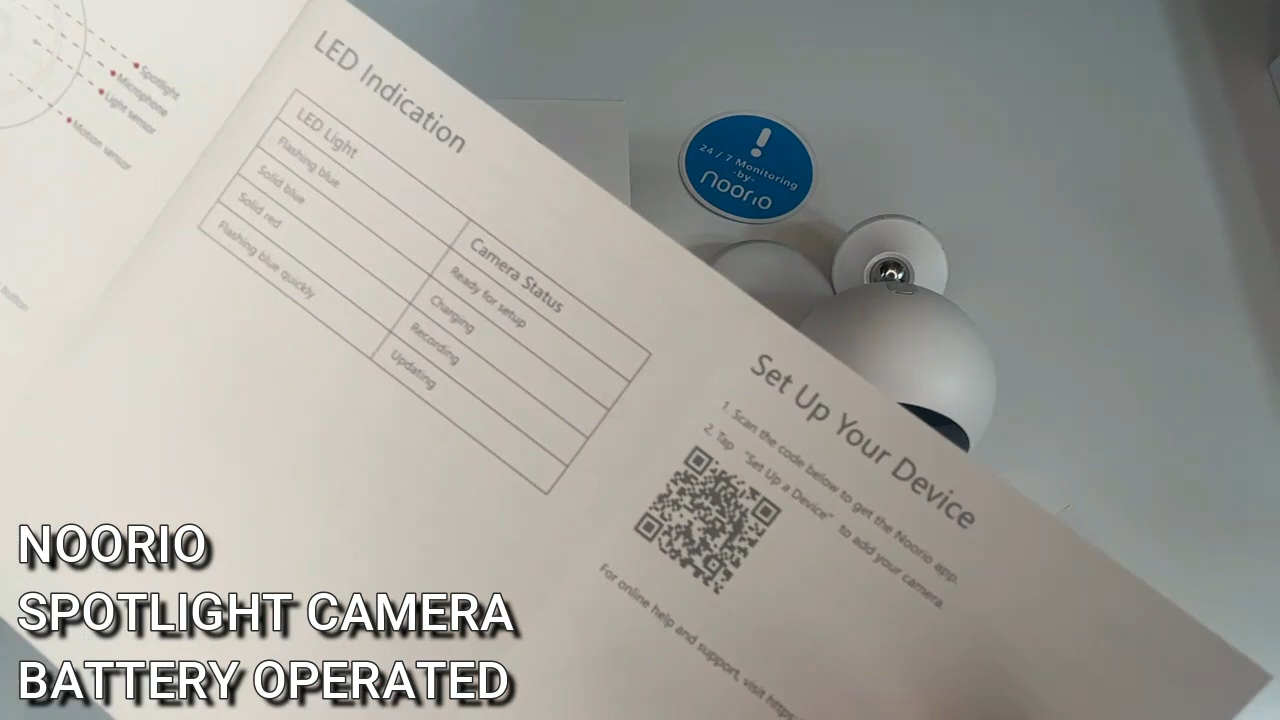 Spotlight
Microphone
Light sensor
Motion sensor
button
LED Indication
LED Light
Camera Status
Flashing blue
Ready for setup
Solid blue
Charging
Solid red
Recording
Flashing blue quickly
Updating
Set Up Your Device
1. Scan the code below to get the Noorio app.
2. Tap "Set Up a Device" to add your camera.
For online help and support, visit https
24 / 7 Monitoring
-by-
noorio
NOORIO
SPOTLIGHT CAMERA
BATTERY OPERATED